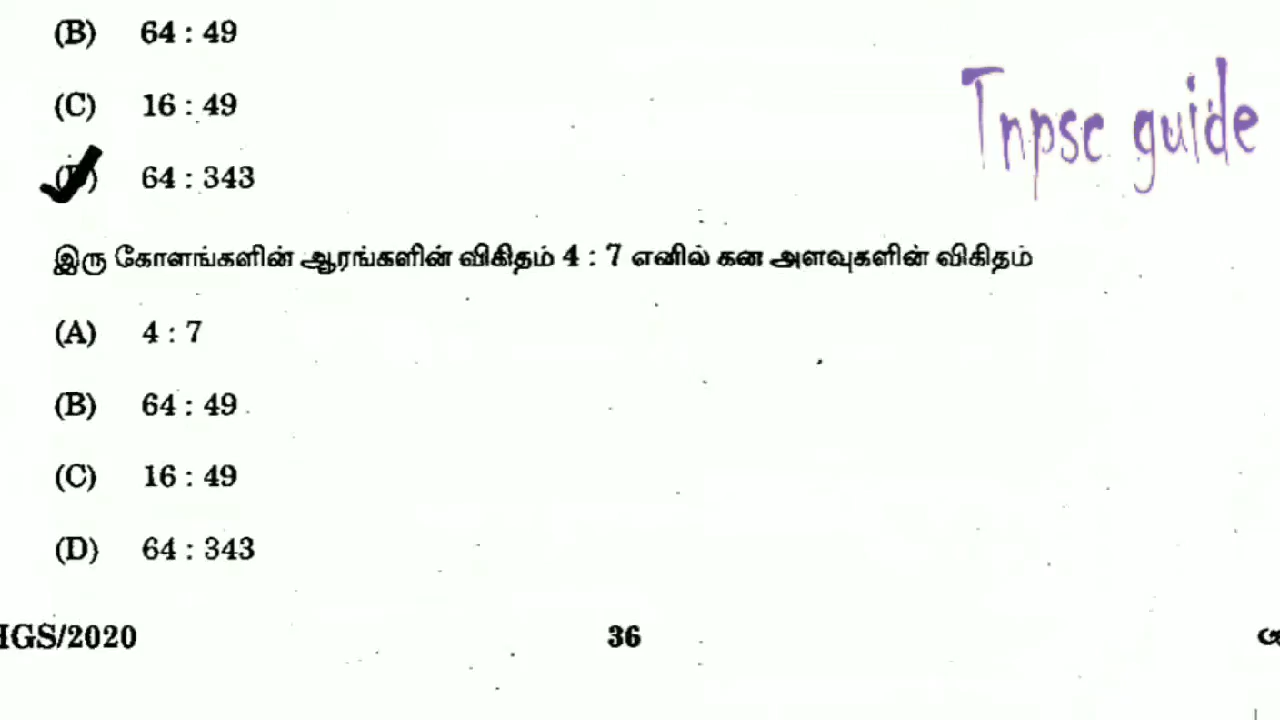 (B) 64 : 49
(C) 16 : 49
Tnpsc guide
(D) 64 : 343
இரு கோளங்களின் ஆரங்களின் விகிதம் 4 : 7 எனில் கன அளவுகளின் விகிதம்
(A) 4 : 7
(B) 64 : 49
(C) 16 : 49
(D) 64 : 343
HGS/2020 36